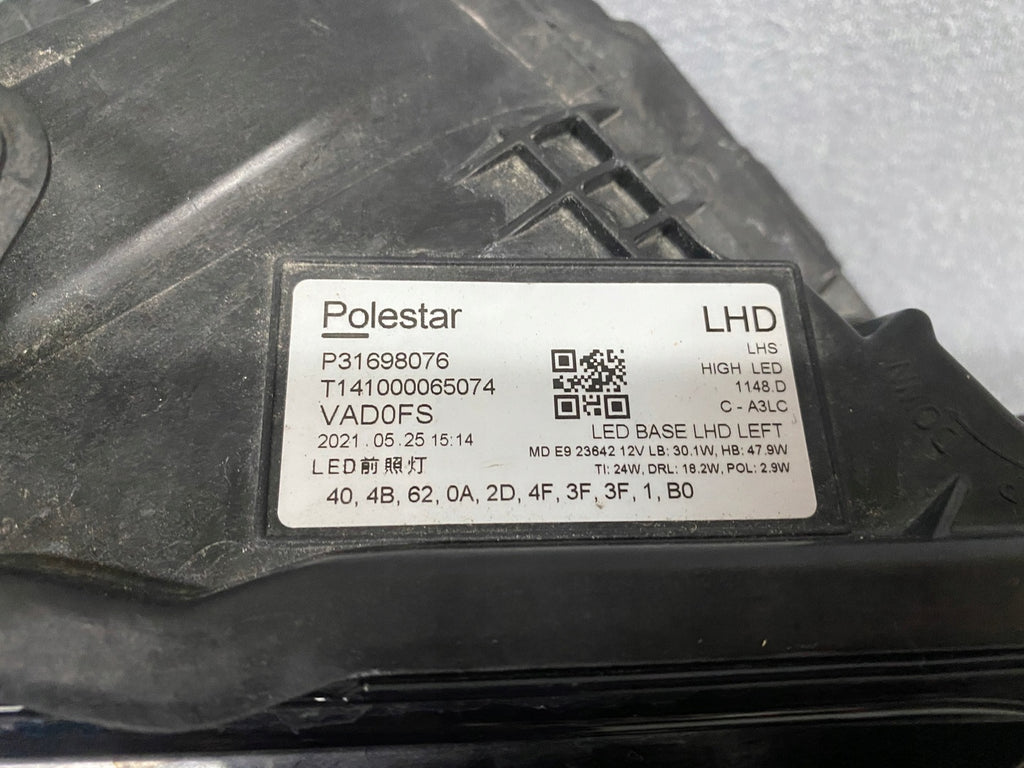 Polestar
LHD
P31698076
LHS
T141000065074
HIGH LED
VAD0FS
1148.D
C - A3LC
2021.05.25 15:14
LED BASE LHD LEFT
LED前照灯
MD E9 23642 12V LB: 30.1W, HB: 47.9W
TI: 24W, DRL: 18.2W, POL: 2.9W
40, 4B, 62, 0A, 2D, 4F, 3F, 3F, 1, B0